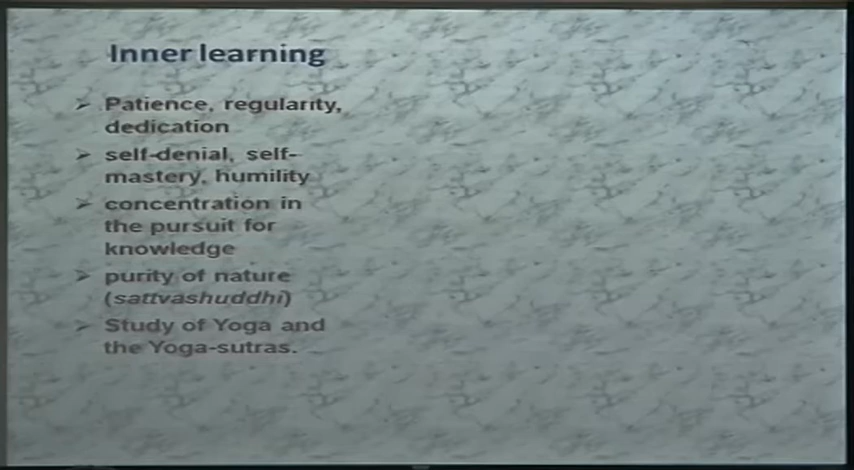 Inner learning
➢ Patience, regularity,
dedication
➢ self-denial, self-
mastery, humility
➢ concentration in
the pursuit for
knowledge
➢ purity of nature
(sattvashuddhi)
➢ Study of Yoga and
the Yoga-sutras.